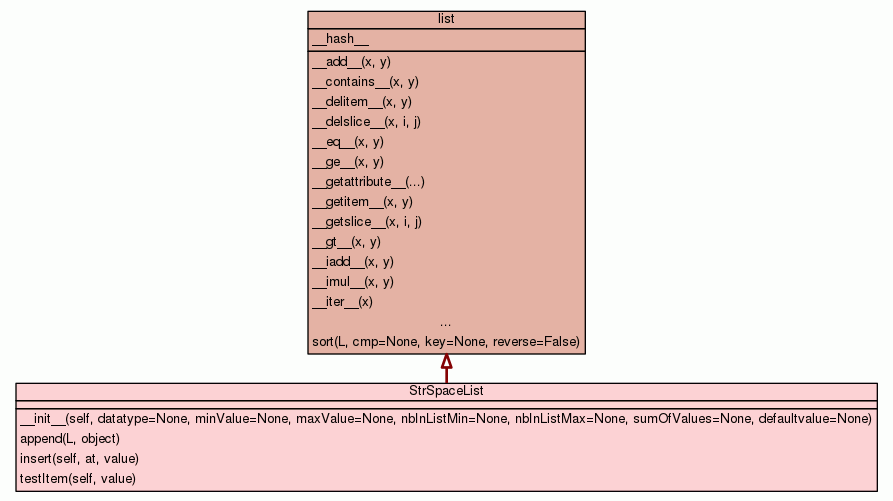 list
__hash__
__add__(x, y)
__contains__(x, y)
__delitem__(x, y)
__delslice__(x, i, j)
__eq__(x, y)
__ge__(x, y)
__getattribute__(...)
__getitem__(x, y)
__getslice__(x, i, j)
__gt__(x, y)
__iadd__(x, y)
__imul__(x, y)
__iter__(x)
...
sort(L, cmp=None, key=None, reverse=False)
StrSpaceList
__init__(self, datatype=None, minValue=None, maxValue=None, nbInListMin=None, nbInListMax=None, sumOfValues=None, defaultvalue=None)
append(L, object)
insert(self, at, value)
testItem(self, value)